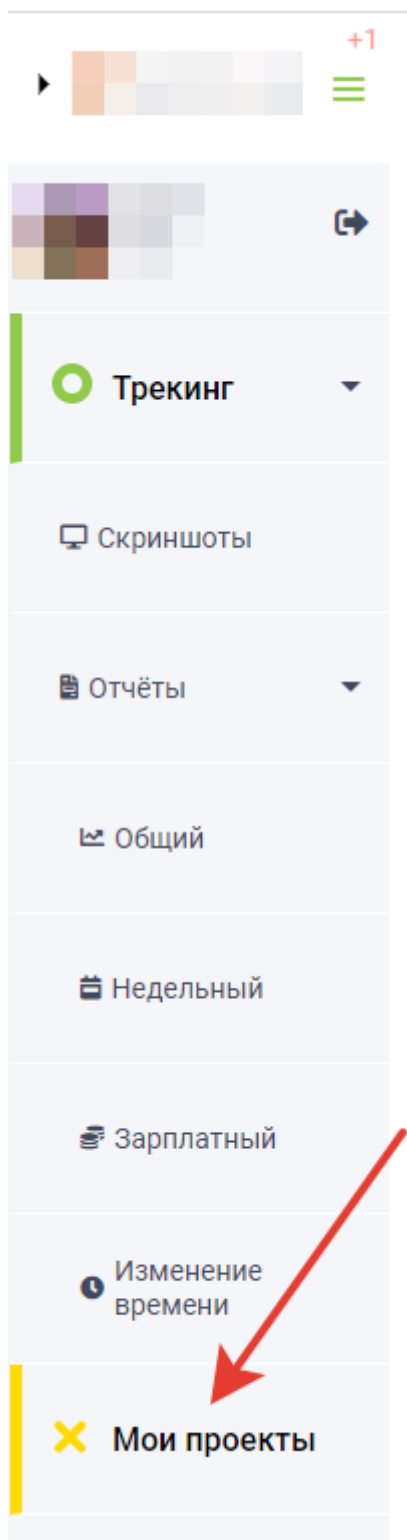 +1
Трекинг
Скриншоты
Отчёты
Общий
Недельный
Зарплатный
Изменение
времени
Мои проекты